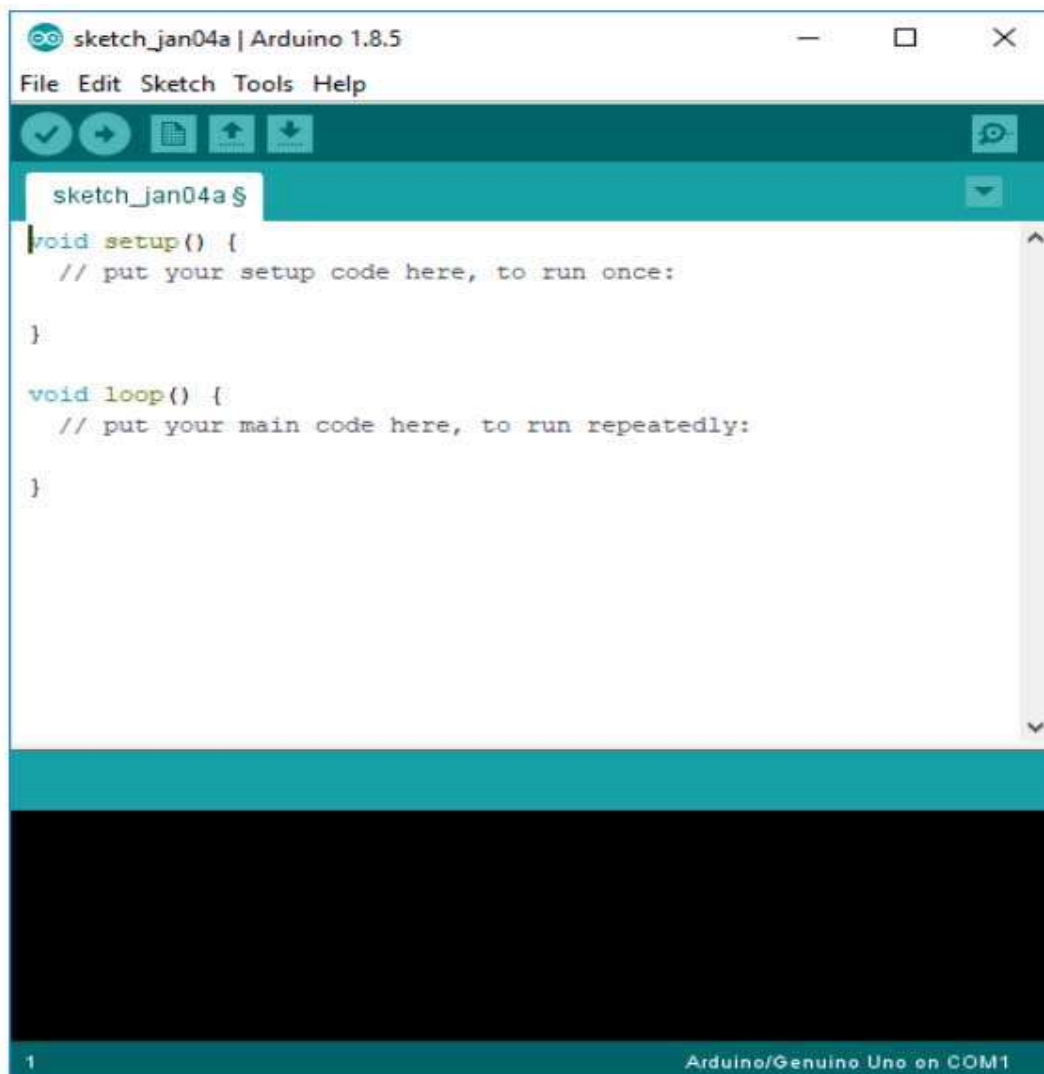 sketch_jan04a | Arduino 1.8.5
File Edit Sketch Tools Help
sketch_jan04a §
void setup() {
  // put your setup code here, to run once:
}
void loop() {
  // put your main code here, to run repeatedly:
}
1 Arduino/Genuino Uno on COM1